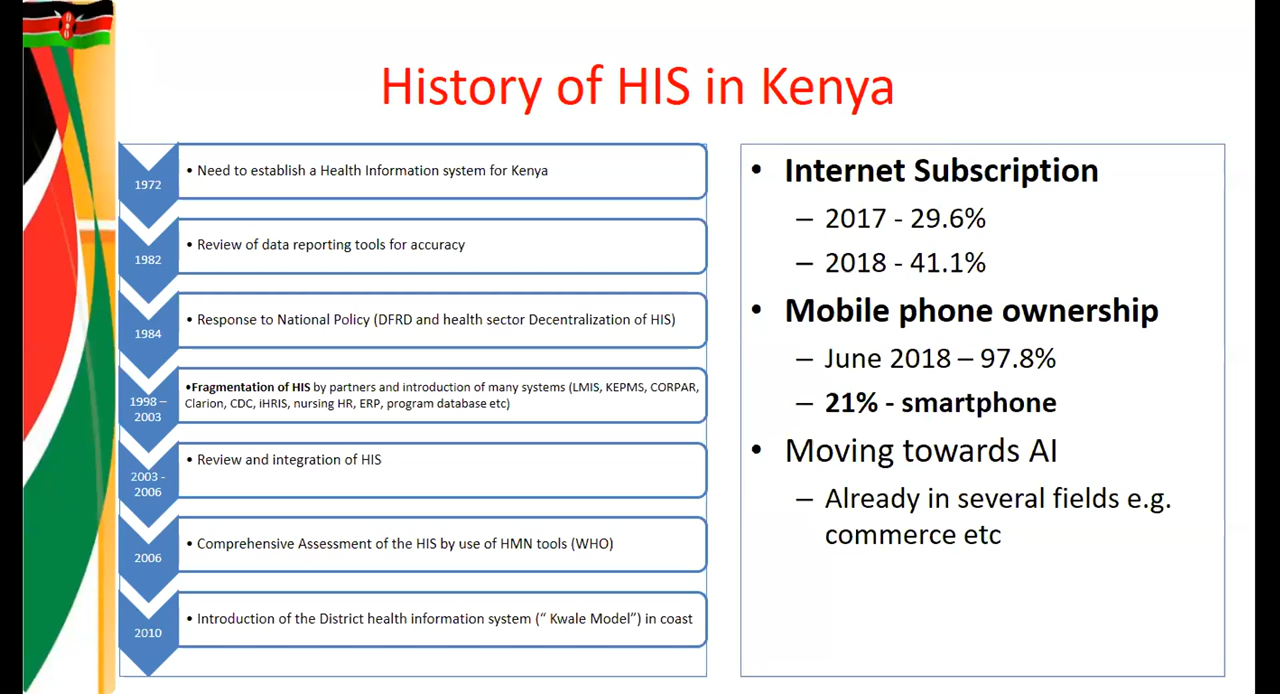 History of HIS in Kenya
1972
• Need to establish a Health Information system for Kenya
1982
• Review of data reporting tools for accuracy
1984
• Response to National Policy (DFRD and health sector Decentralization of HIS)
1998 –
2003
•Fragmentation of HIS by partners and introduction of many systems (LMIS, KEPMS, CORPAR,
Clarion, CDC, iHRIS, nursing HR, ERP, program database etc)
2003 -
2006
• Review and integration of HIS
2006
• Comprehensive Assessment of the HIS by use of HMN tools (WHO)
2010
• Introduction of the District health information system (“ Kwale Model”) in coast
• Internet Subscription
– 2017 - 29.6%
– 2018 - 41.1%
• Mobile phone ownership
– June 2018 – 97.8%
– 21% - smartphone
• Moving towards AI
– Already in several fields e.g.
commerce etc